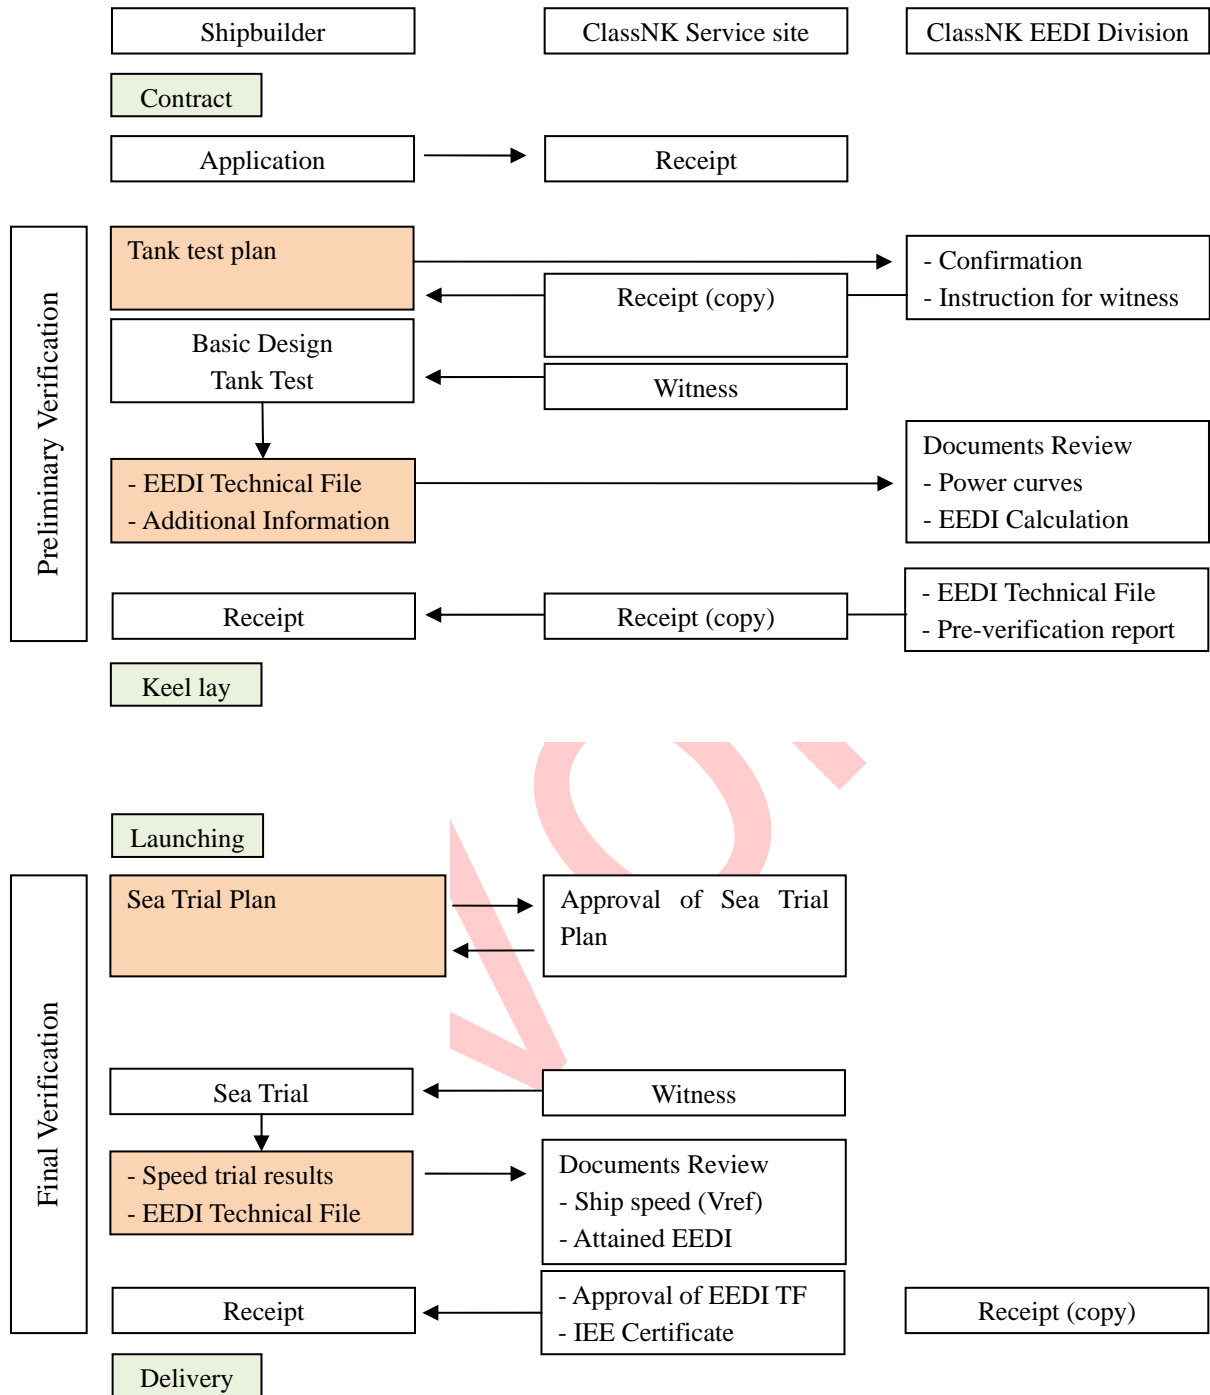 Shipbuilder
ClassNK Service site
ClassNK EEDI Division
Contract
Application
Receipt
Preliminary Verification
Tank test plan
- Confirmation
- Instruction for witness
Receipt (copy)
Basic Design
Tank Test
Witness
- EEDI Technical File
- Additional Information
Documents Review
- Power curves
- EEDI Calculation
Receipt
Receipt (copy)
- EEDI Technical File
- Pre-verification report
Keel lay
Launching
Final Verification
Sea Trial Plan
Approval of Sea Trial
Plan
Sea Trial
Witness
- Speed trial results
- EEDI Technical File
Documents Review
- Ship speed (Vref)
- Attained EEDI
Receipt
- Approval of EEDI TF
- IEE Certificate
Receipt (copy)
Delivery